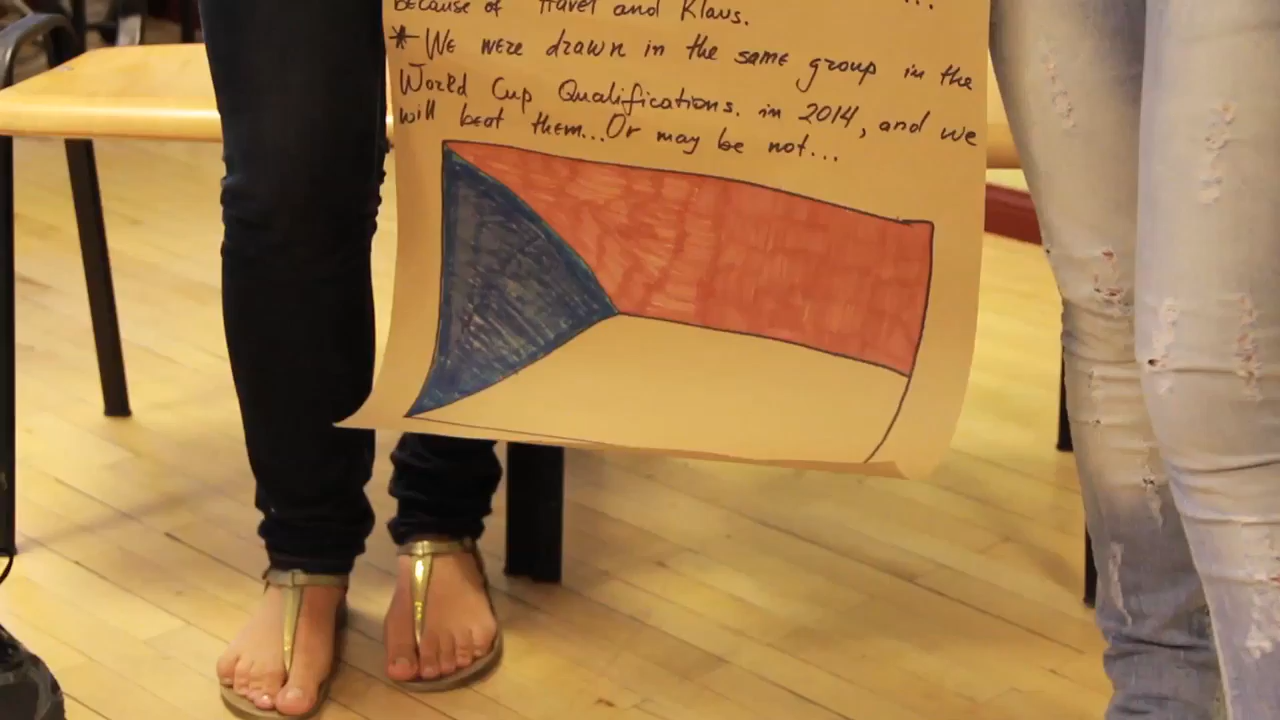 because of Havel and Klaus.
* We were drawn in the same group in the
World Cup Qualifications. in 2014, and we
will beat them... Or may be not...